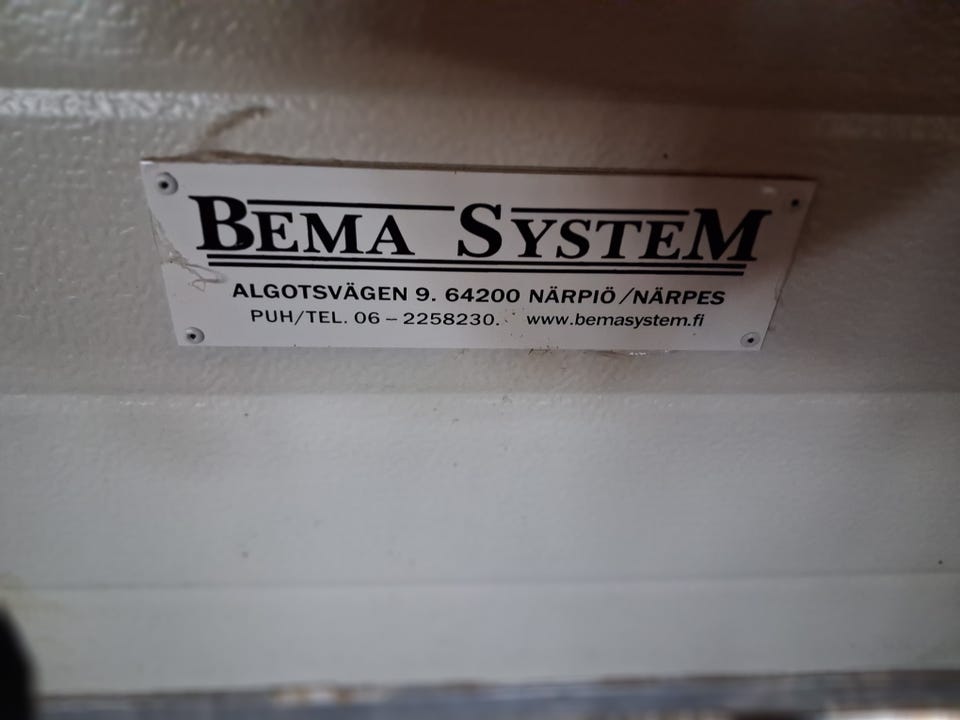 BEMA SYSTEM
ALGOTSVÄGEN 9. 64200 NÄRPIÖ/NÄRPES
PUH/TEL. 06-2258230. www.bemasystem.fi